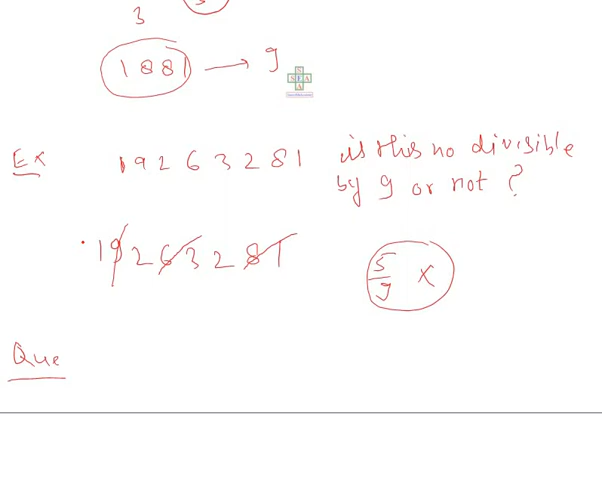 3
1881 → 9
Ex 19263281 is this no divisible
by 9 or not ?
19263281 5/9 ×
Que